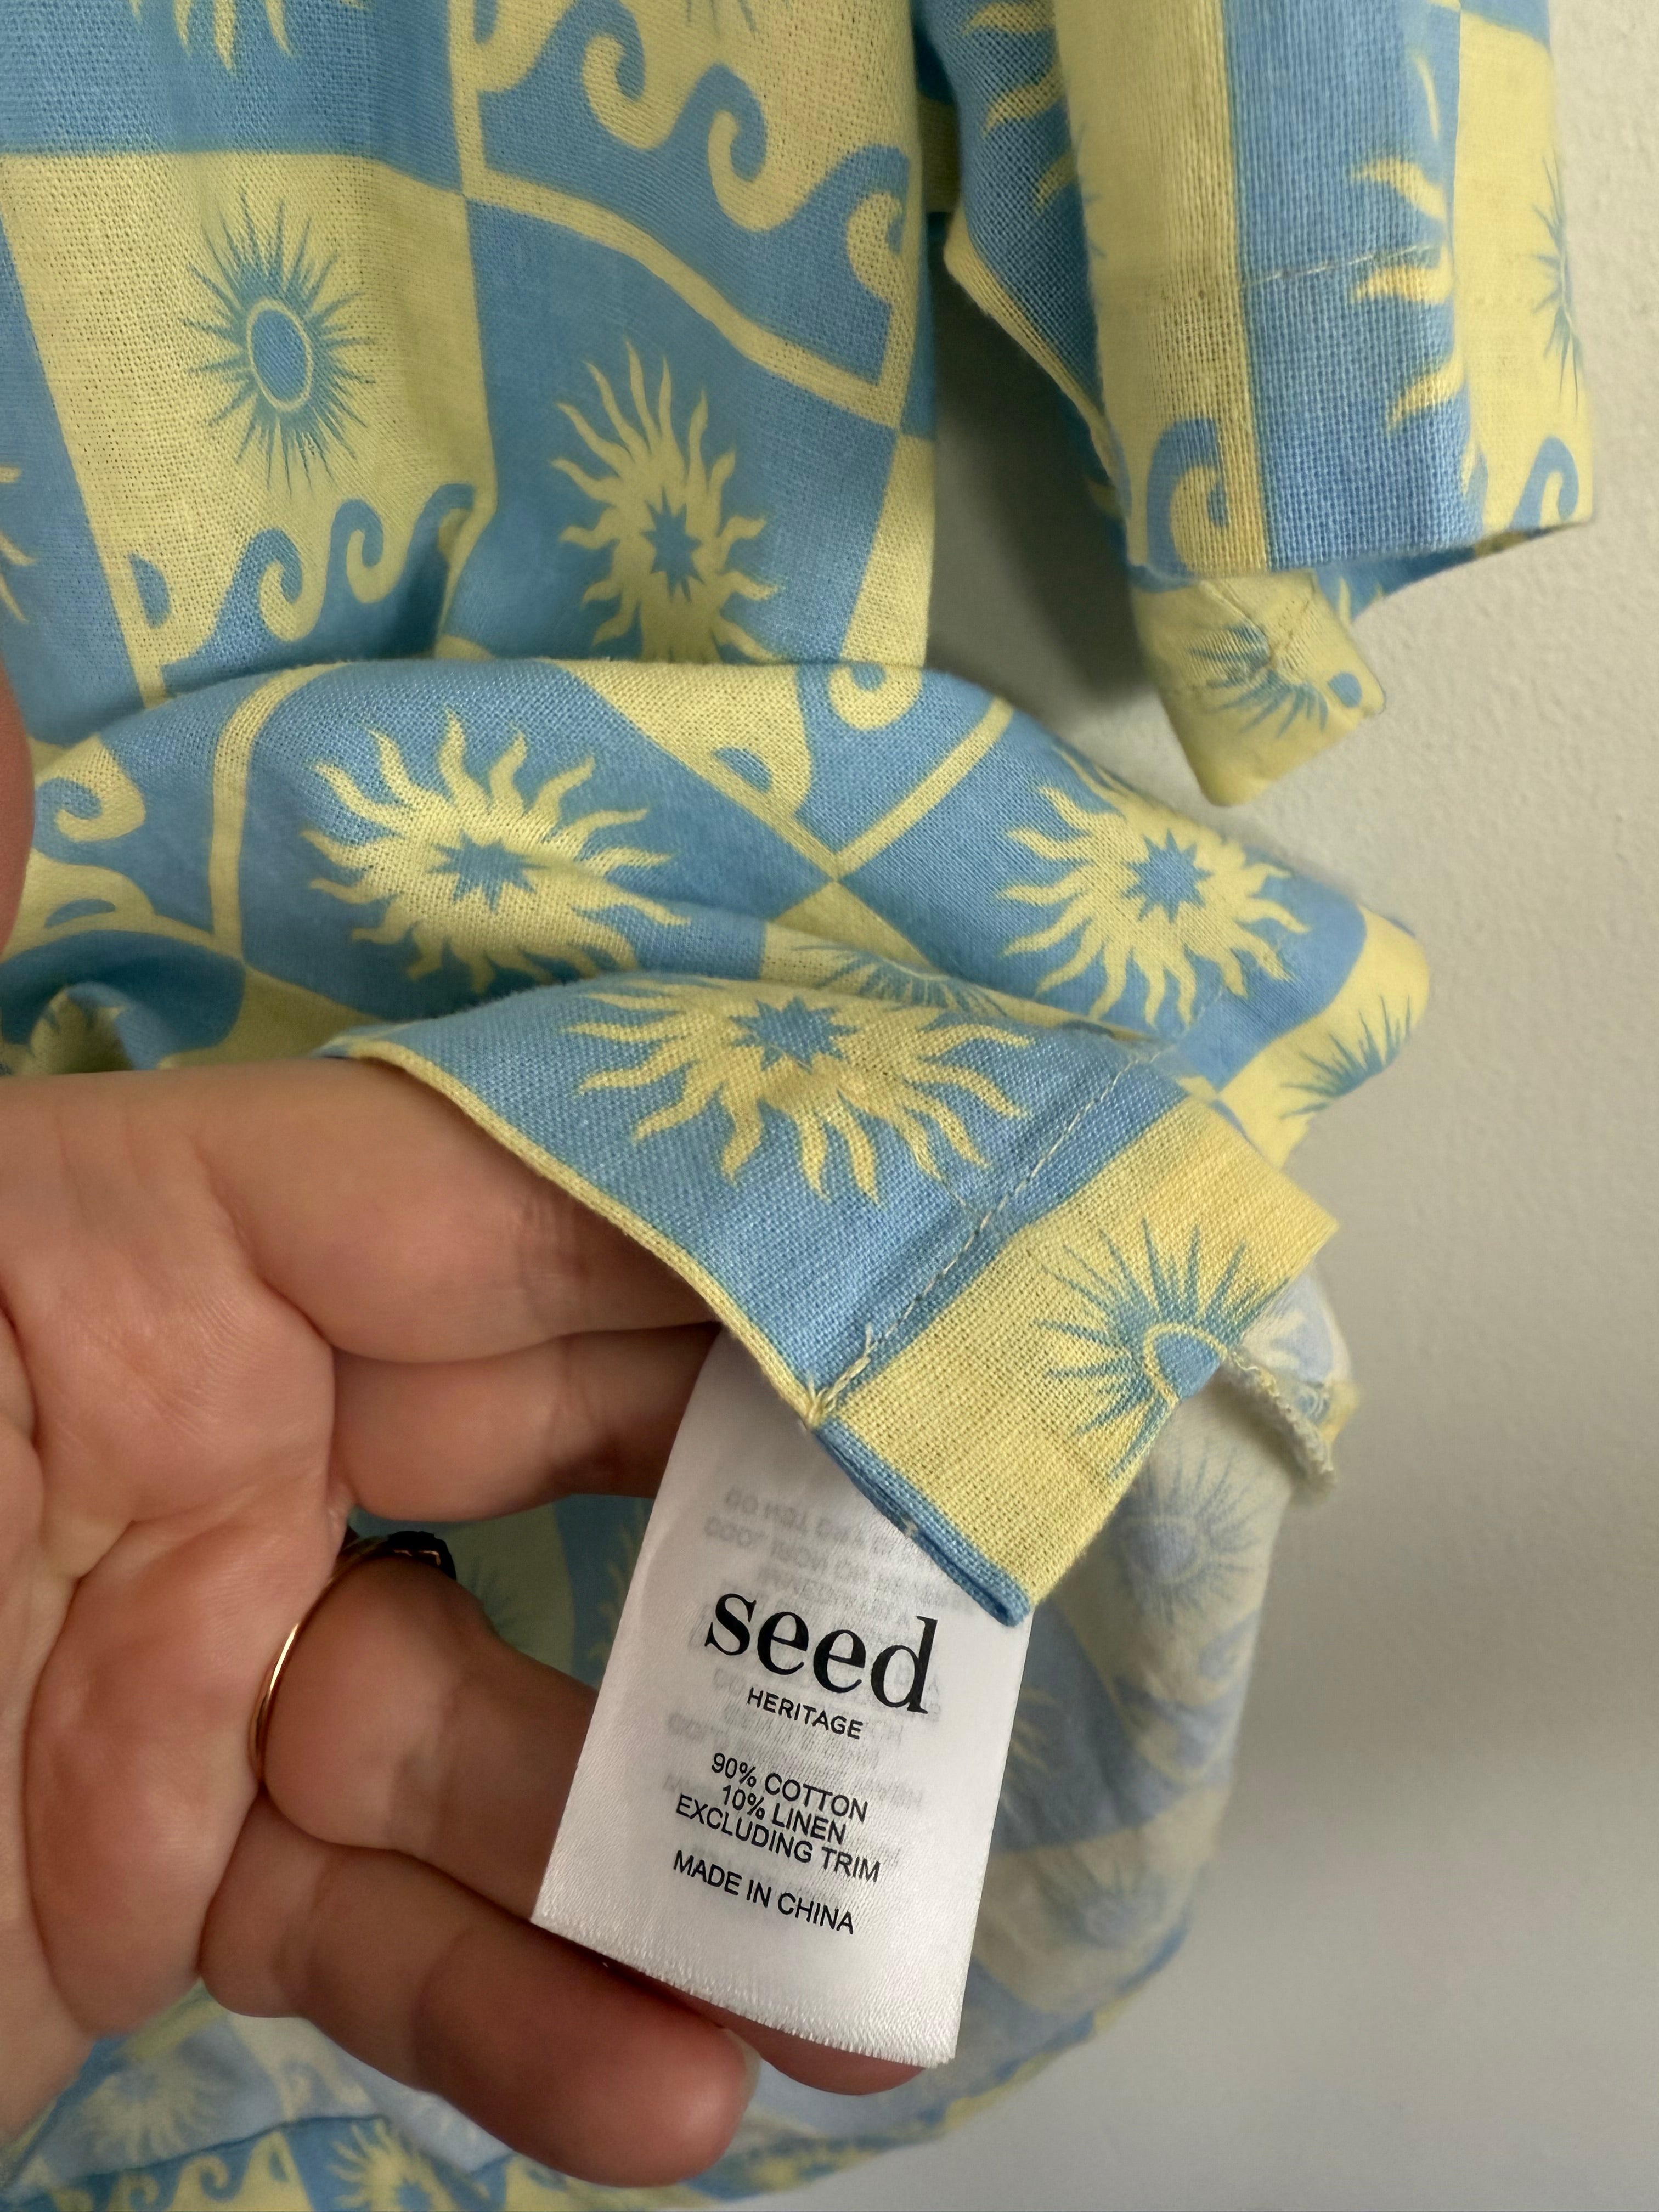 seed
HERITAGE
90% COTTON
10% LINEN
EXCLUDING TRIM
MADE IN CHINA